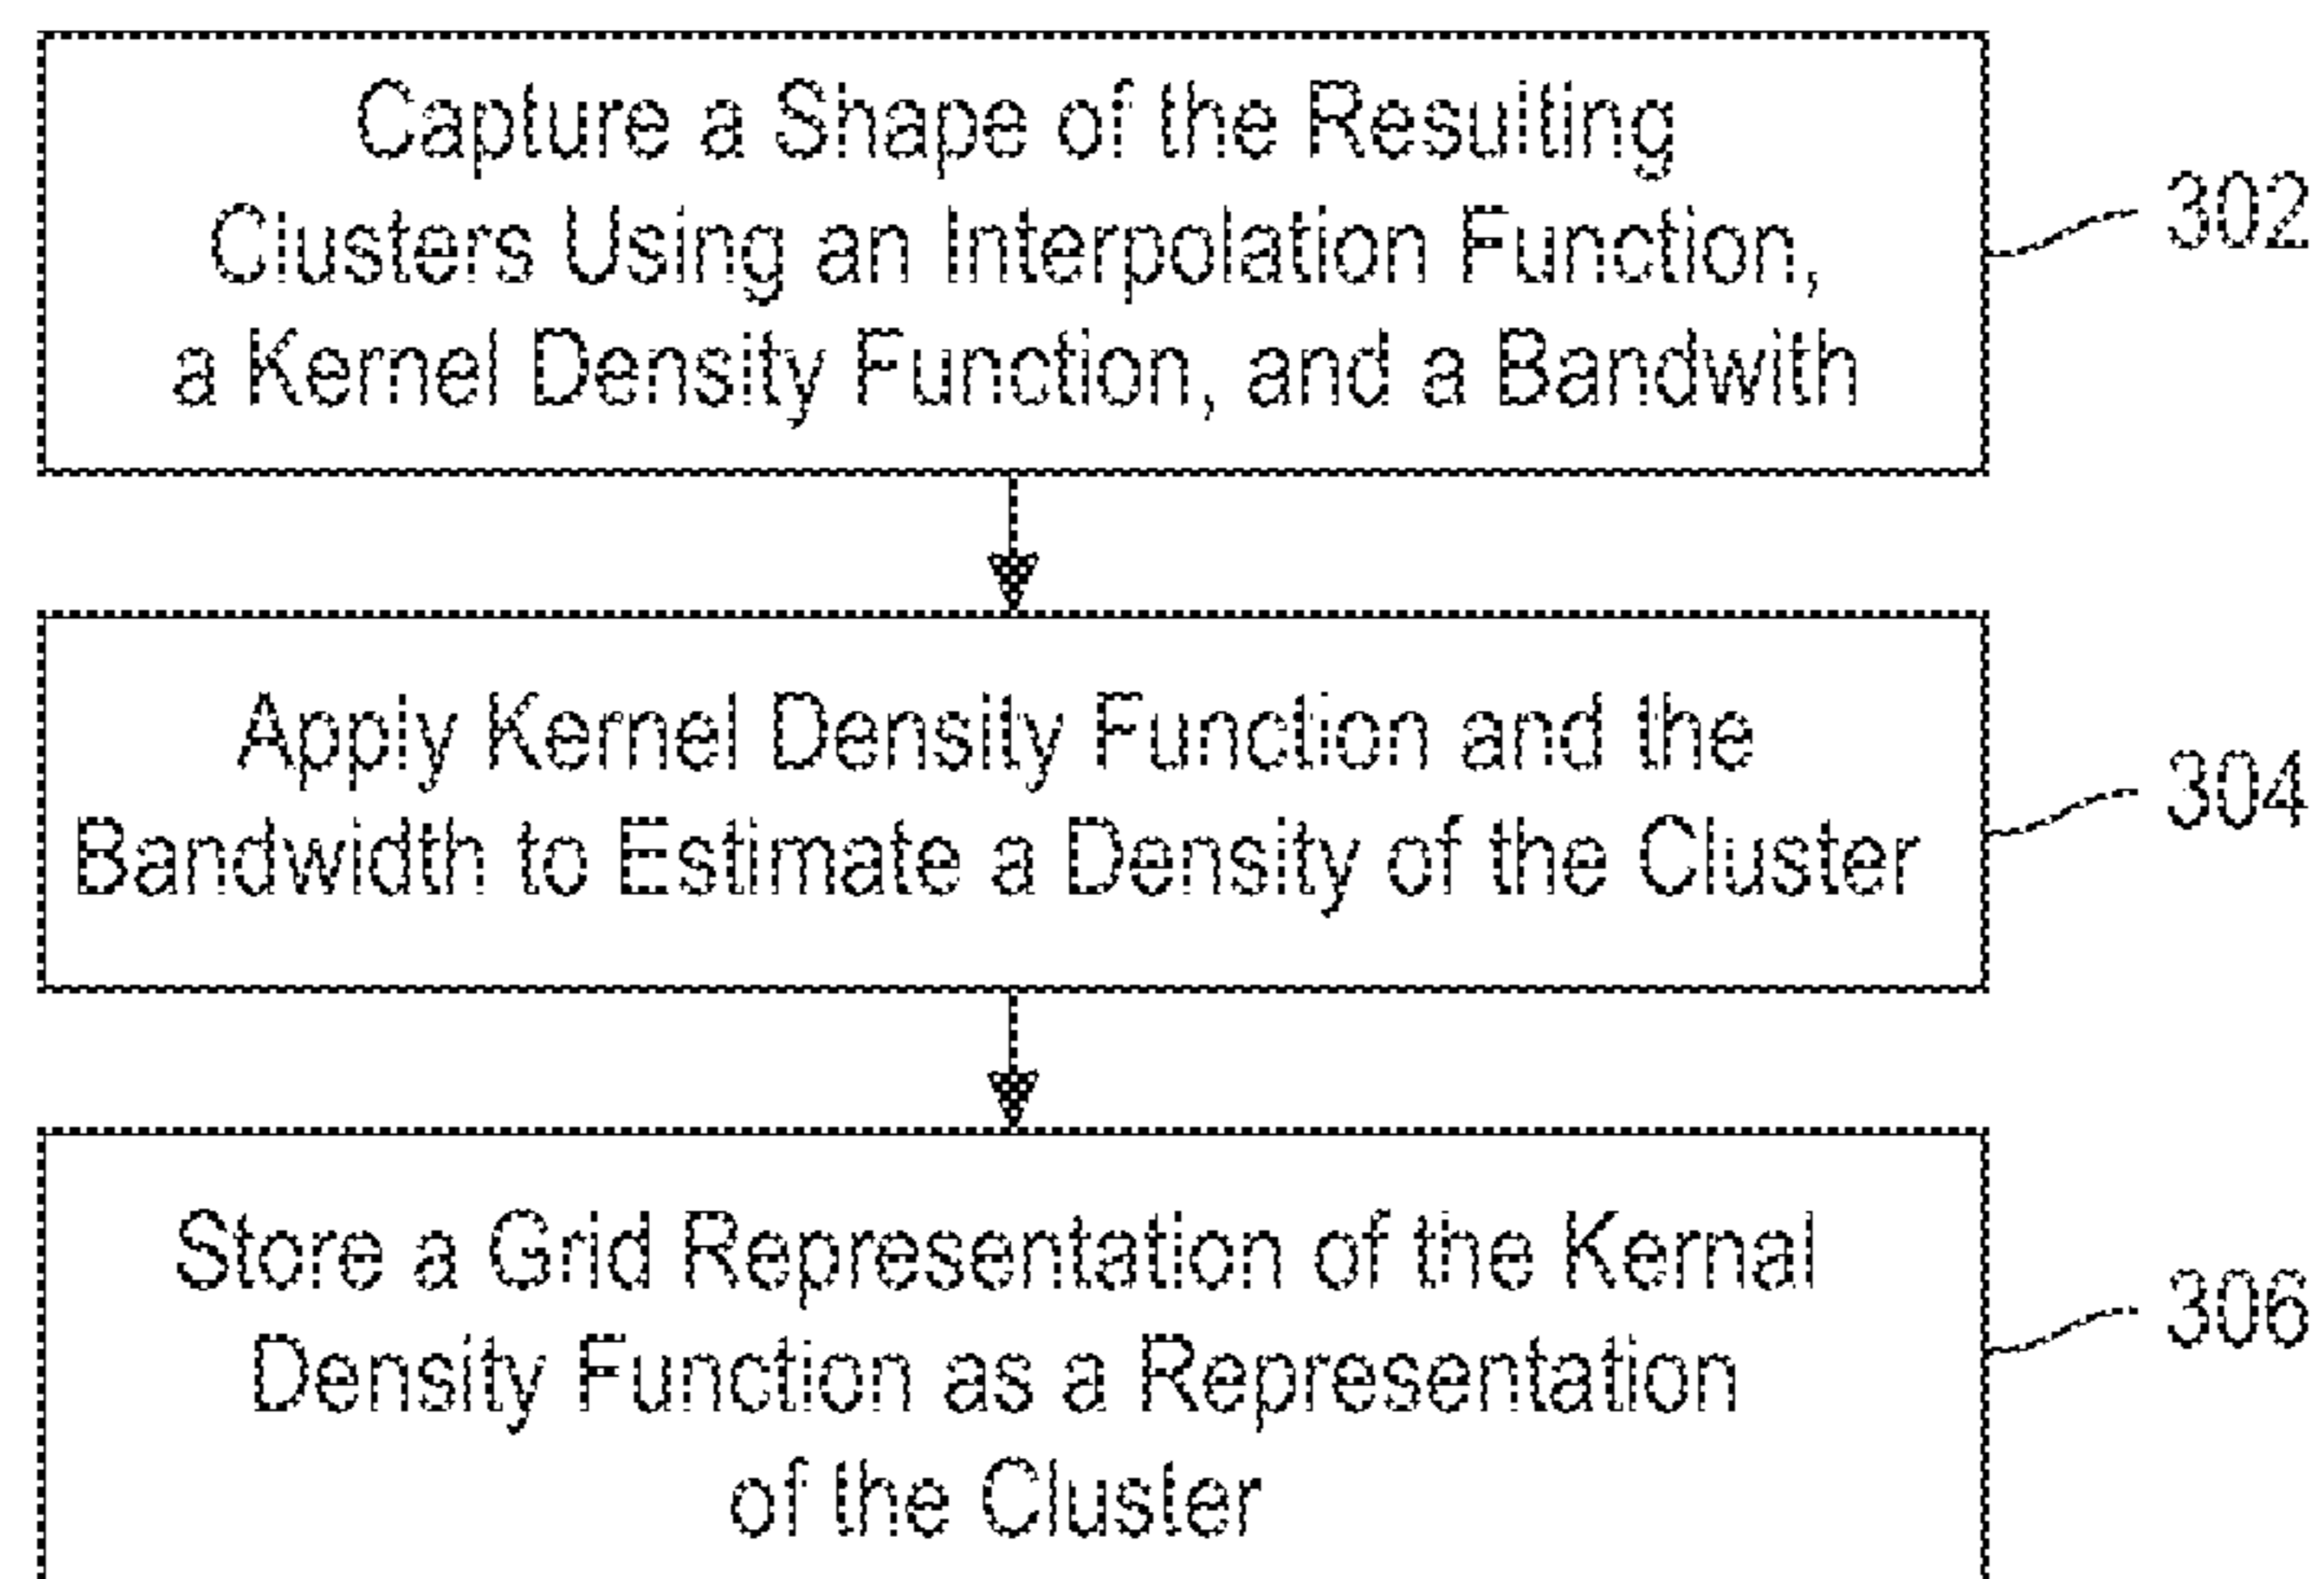 Capture a Shape of the Resulting
Clusters Using an Interpolation Function,
a Kernel Density Function, and a Bandwith
302
Apply Kernel Density Function and the
Bandwidth to Estimate a Density of the Cluster
304
Store a Grid Representation of the Kernal
Density Function as a Representation
of the Cluster
306